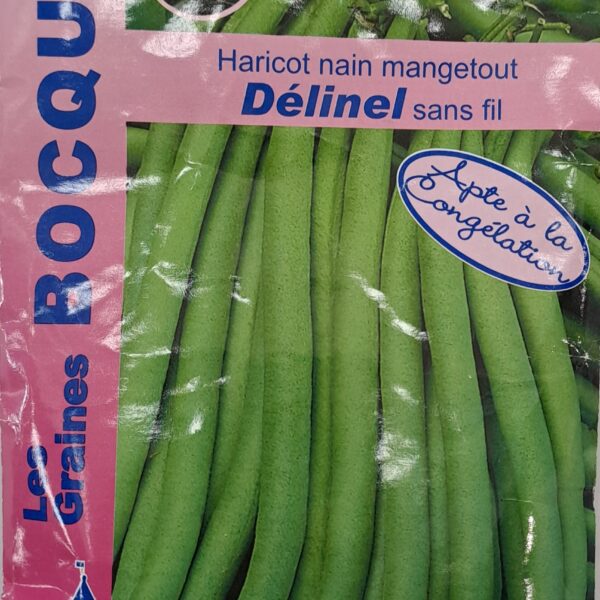 Haricot nain mangetout
Délinel sans fil
Apte à la
Congélation
Les
Graines BOCQU